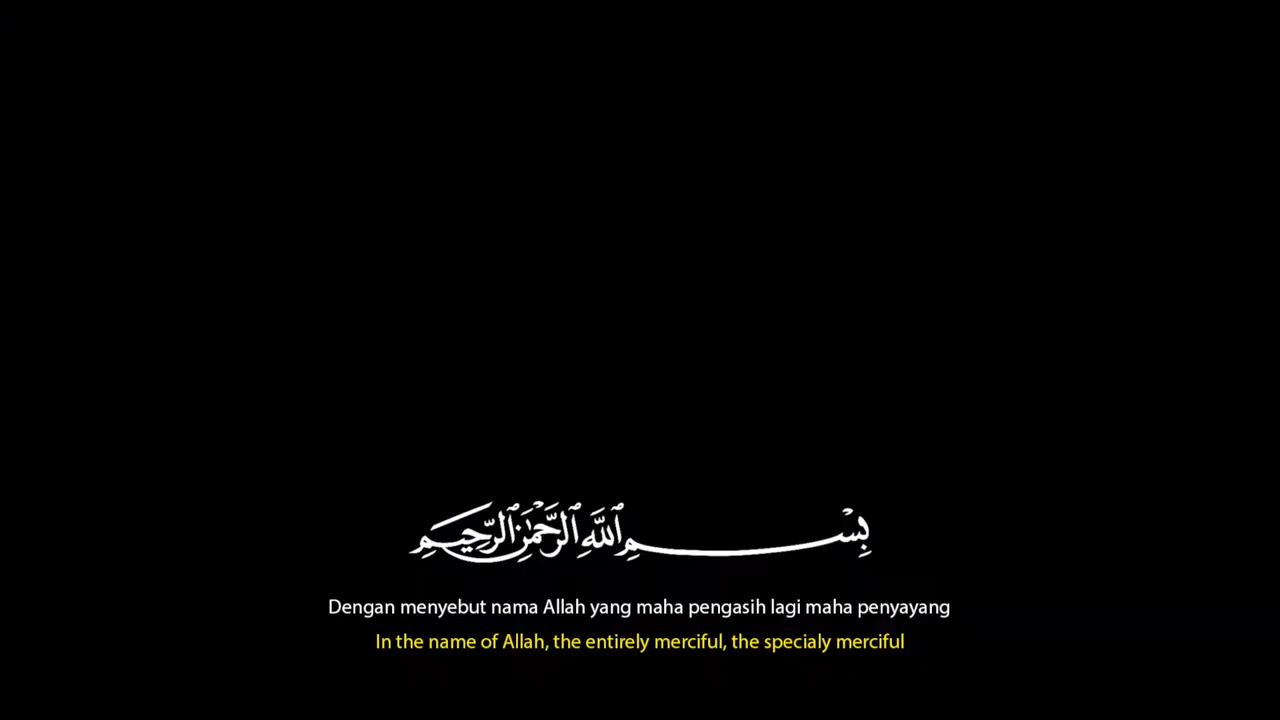 بِسْمِ ٱللَّهِ ٱلرَّحْمَٰنِ ٱلرَّحِيمِ
Dengan menyebut nama Allah yang maha pengasih lagi maha penyayang
In the name of Allah, the entirely merciful, the specialy merciful